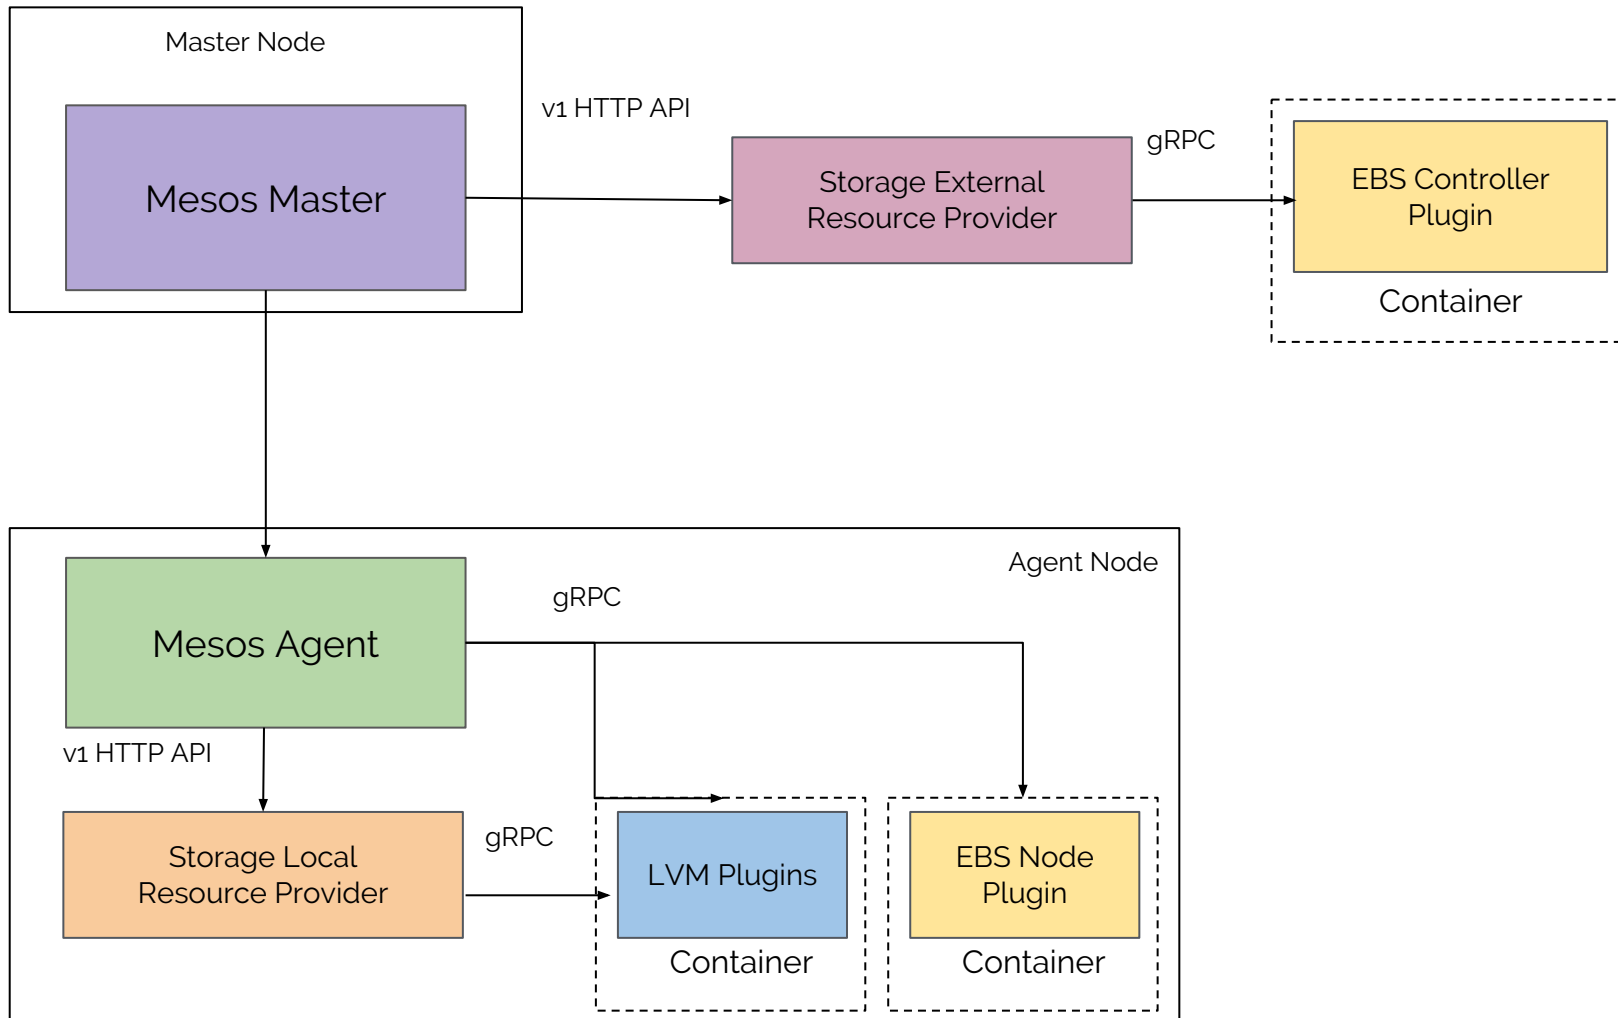 Master Node
v1 HTTP API
Mesos Master
gRPC
Storage External
Resource Provider
EBS Controller
Plugin
Container
Agent Node
gRPC
Mesos Agent
v1 HTTP API
gRPC
Storage Local
Resource Provider
LVM Plugins
Container
EBS Node
Plugin
Container